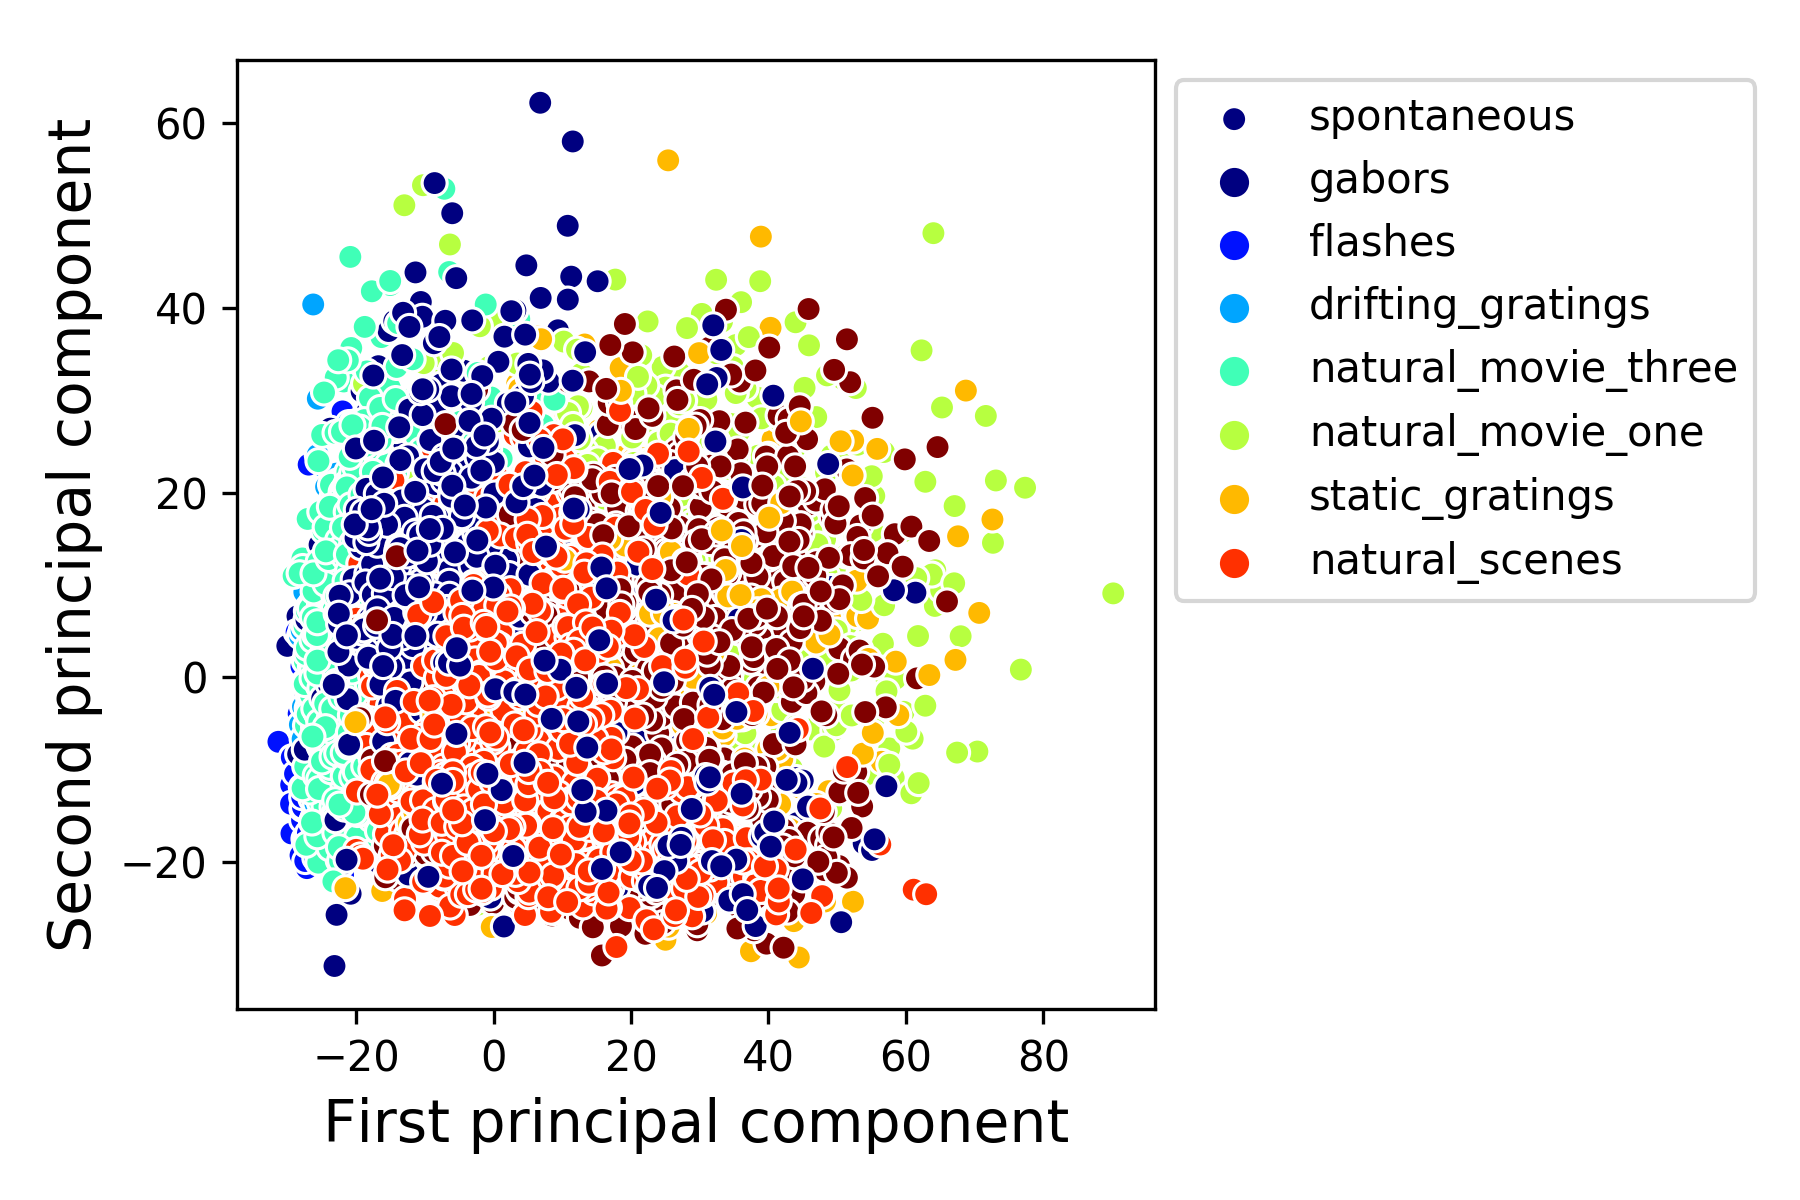 60
40
20
0
−20
−20
0
20
40
60
80
First principal component
Second principal component
spontaneous
gabors
flashes
drifting_gratings
natural_movie_three
natural_movie_one
static_gratings
natural_scenes